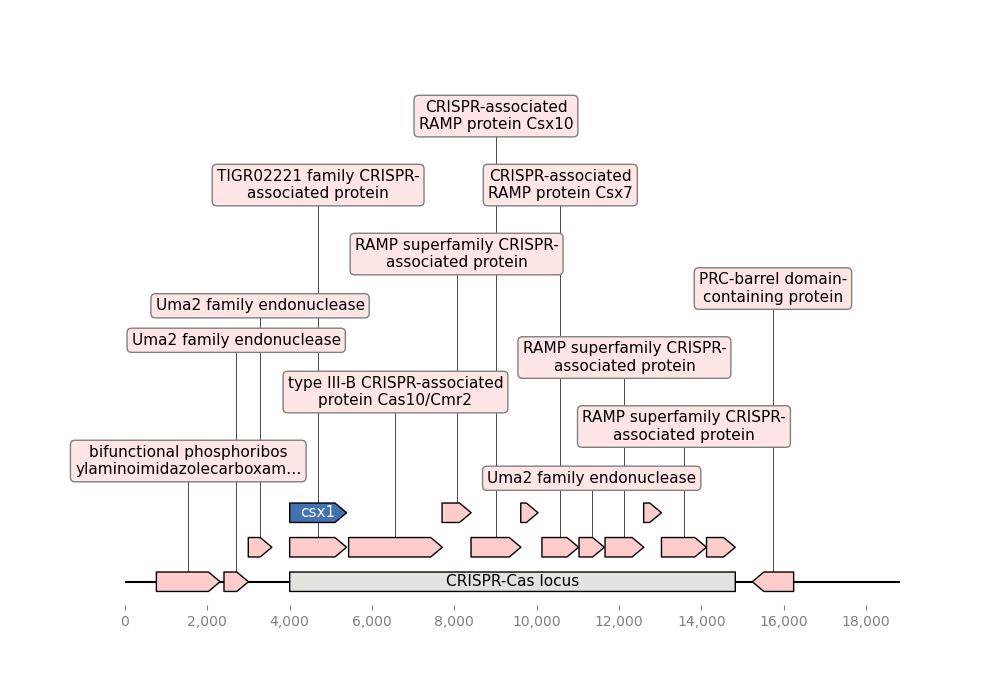 CRISPR-associated
RAMP protein Csx10
TIGR02221 family CRISPR-
associated protein
CRISPR-associated
RAMP protein Csx7
RAMP superfamily CRISPR-
associated protein
PRC-barrel domain-
containing protein
Uma2 family endonuclease
Uma2 family endonuclease
RAMP superfamily CRISPR-
associated protein
type III-B CRISPR-associated
protein Cas10/Cmr2
RAMP superfamily CRISPR-
associated protein
bifunctional phosphoribos
ylaminoimidazolecarboxam...
Uma2 family endonuclease
csx1
CRISPR-Cas locus
0
2,000
4,000
6,000
8,000
10,000
12,000
14,000
16,000
18,000